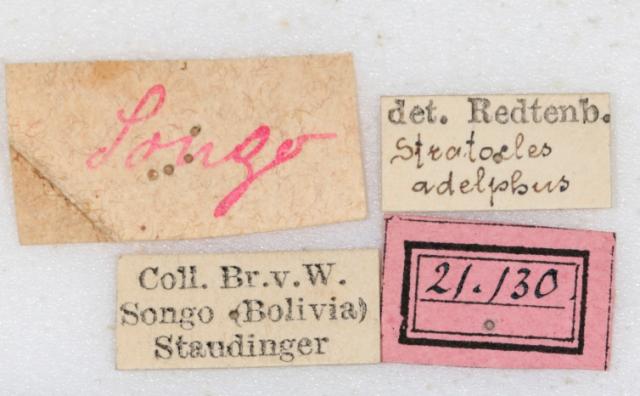 Songo
det. Redtenb.
Stratocles
adelphus
Coll. Br.v.W.
Songo (Bolivia)
Staudinger
21.130